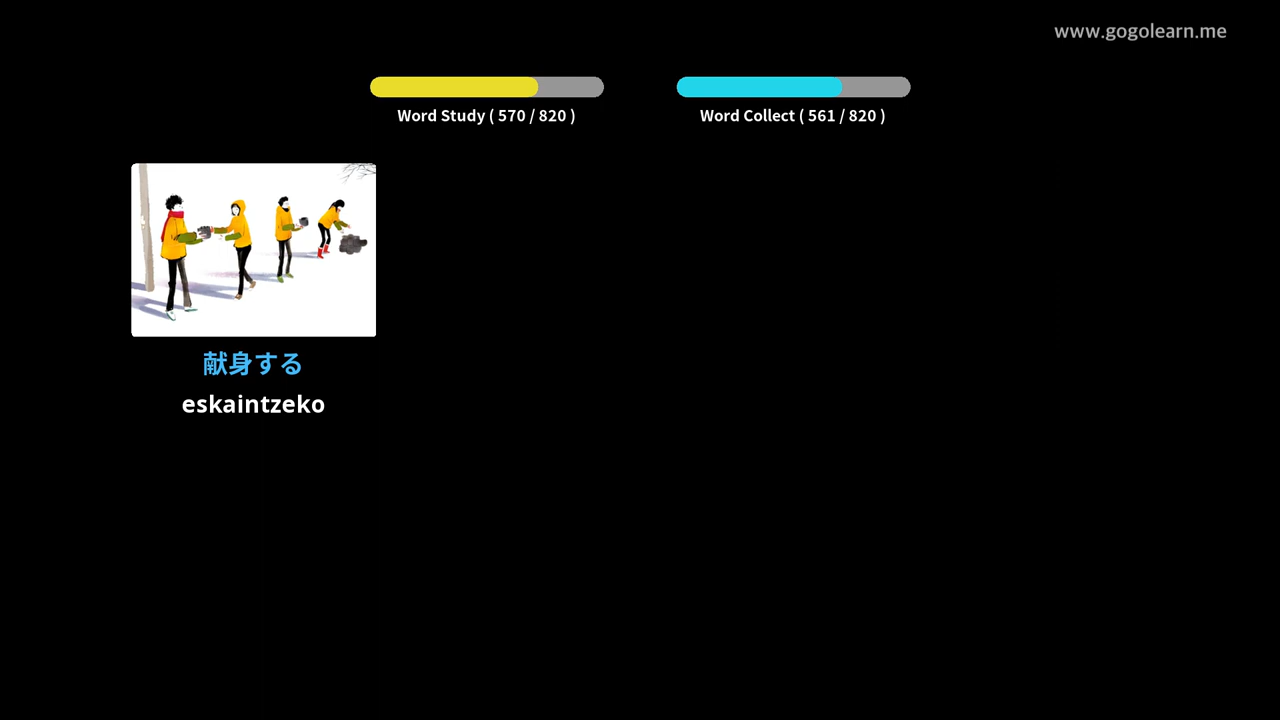 www.gogolearn.me
Word Study ( 570 / 820 )
Word Collect ( 561 / 820 )
献身する
eskaintzeko